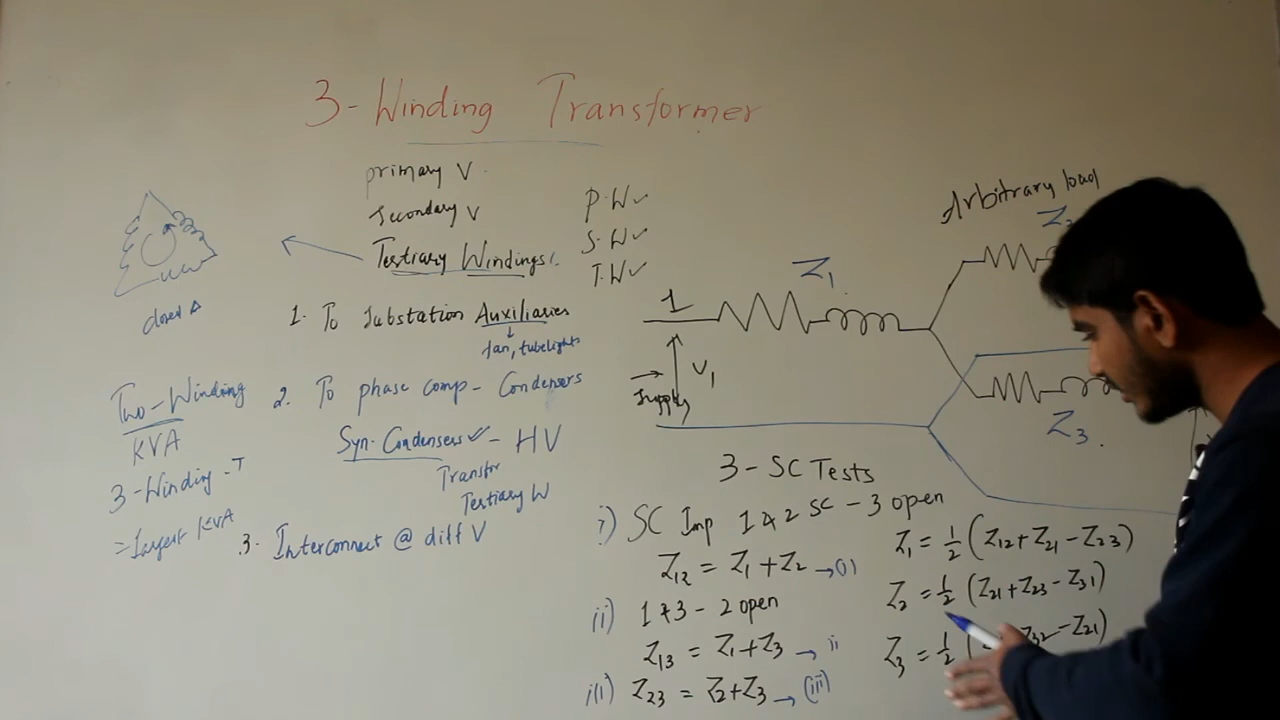 3-Winding Transformer
primary V
Secondary V
Tertiary Windings
P.W✓
S.W✓
T.W✓
closed Δ
1. To Substation Auxiliaries
↓
fan, tubelights
2. To phase comp- Condensers
Syn. Condensers✓ - HV
Transfr
Tertiary W
3. Interconnect @ diff V
Two-Winding
KVA
3-Winding -T
= largest KVA
Arbitrary load
Z1
1
V1
Supply
Z3
3-SC Tests
i) SC Imp 1&2 SC - 3 open
Z12 = Z1+Z2 →(i)
ii) 1&3 - 2 open
Z13 = Z1+Z3 → ii
iii) Z23 = Z2+Z3 → (iii)
Z1 = 1/2 (Z12+Z21-Z23)
Z2 = 1/2 (Z21+Z23-Z31)
Z3 = 1/2 ( Z32-Z21)